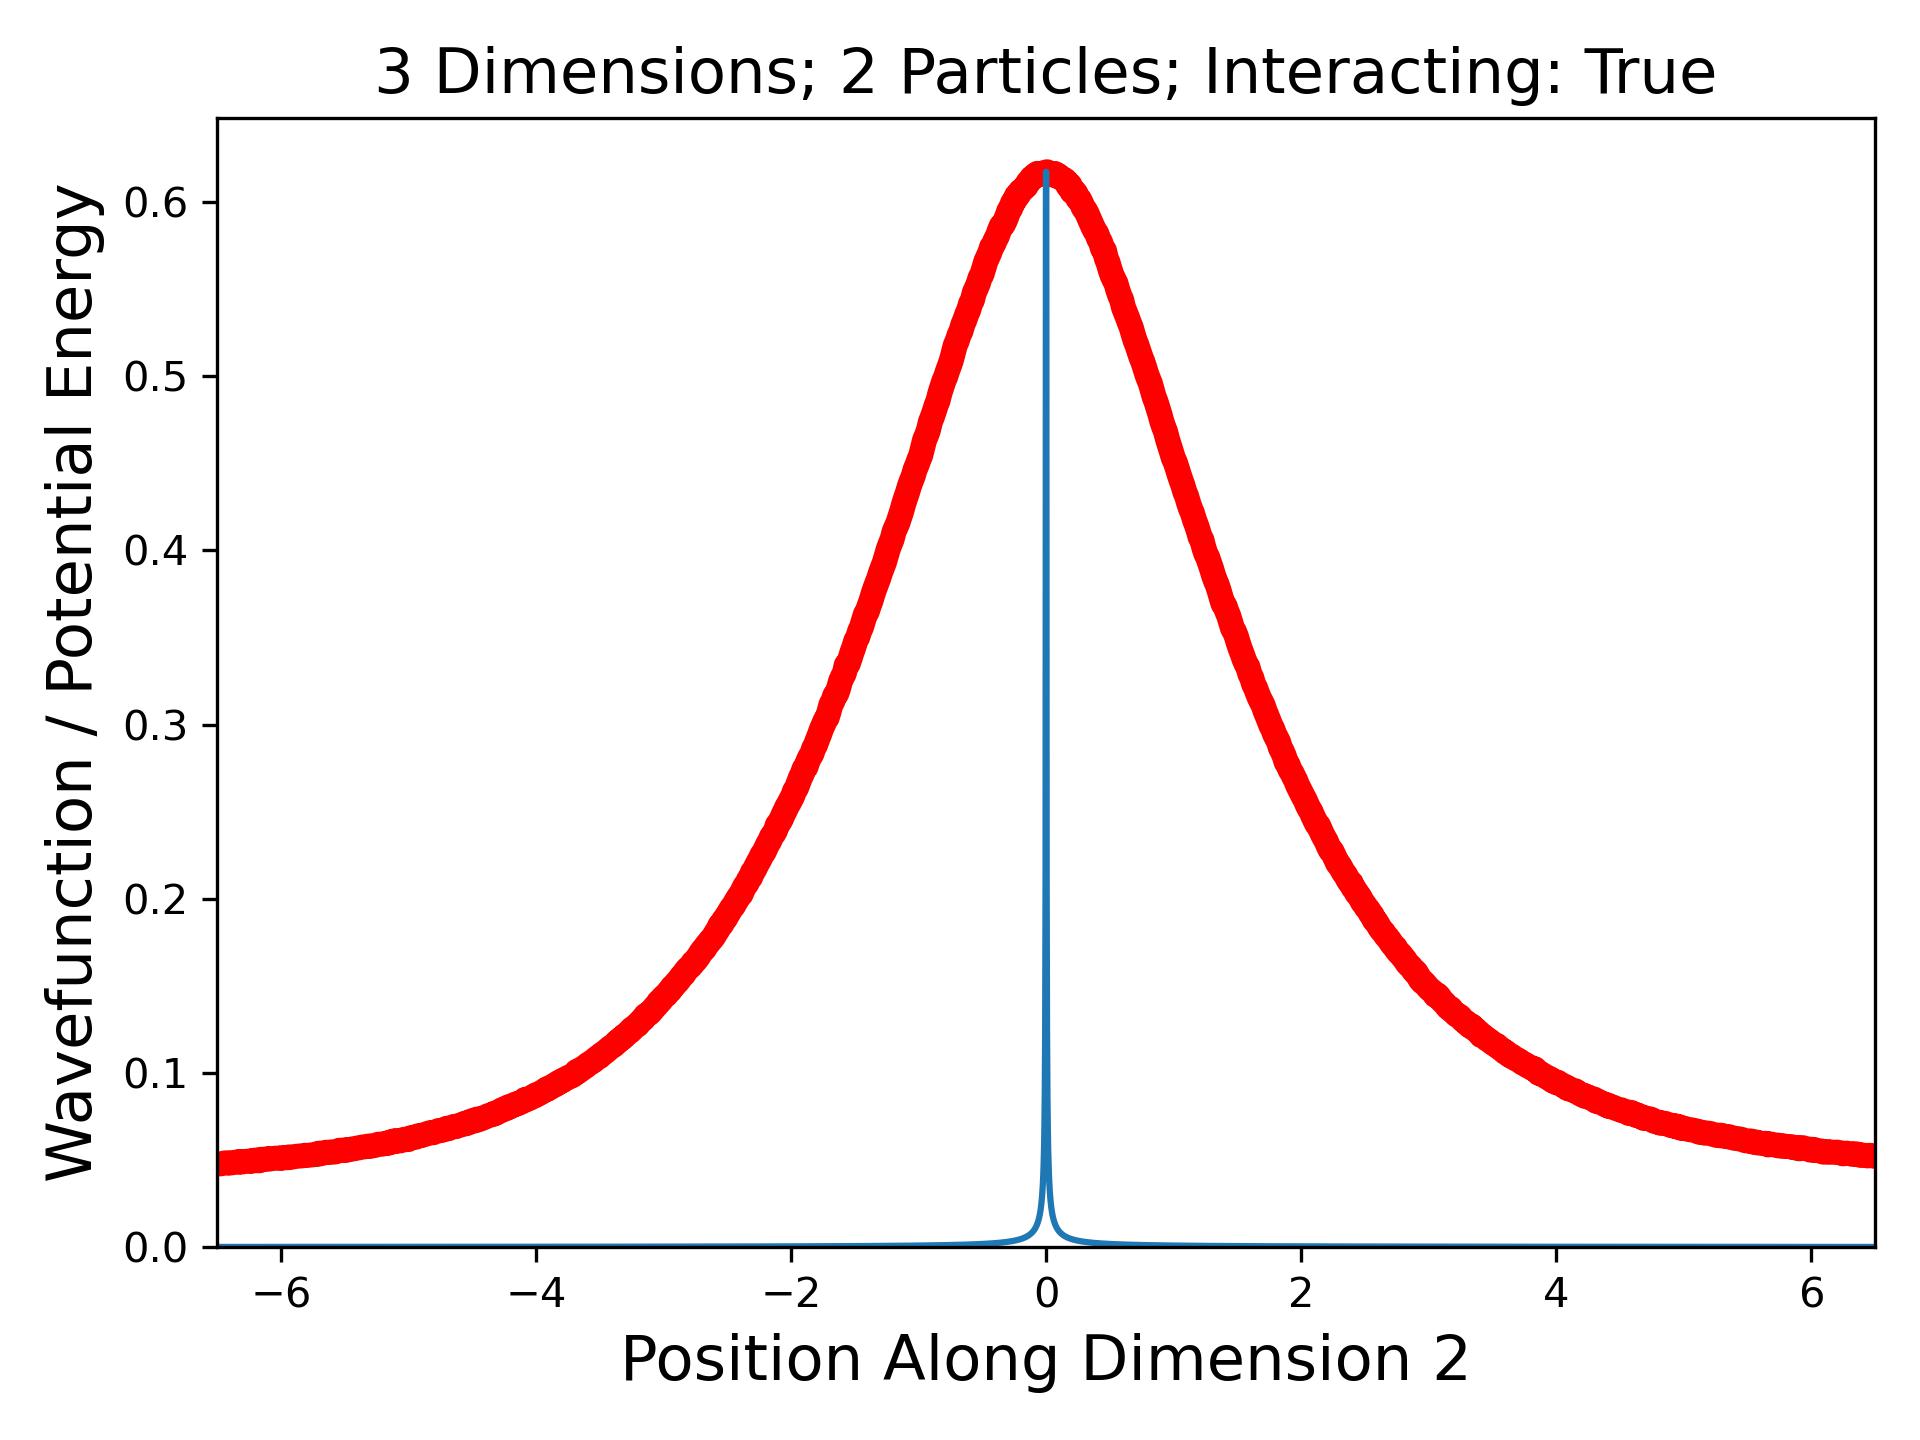 3 Dimensions; 2 Particles; Interacting: True
Wavefunction / Potential Energy
0.6
0.5
0.4
0.3
0.2
0.1
0.0
−6 −4 −2 0 2 4 6
Position Along Dimension 2